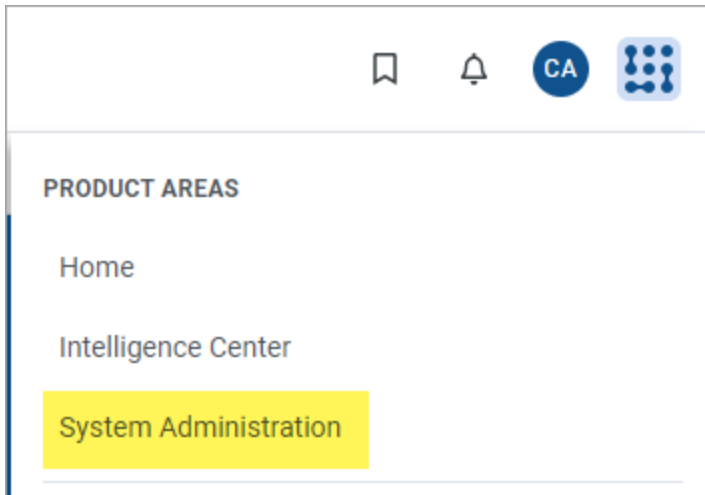 CA
PRODUCT AREAS
Home
Intelligence Center
System Administration